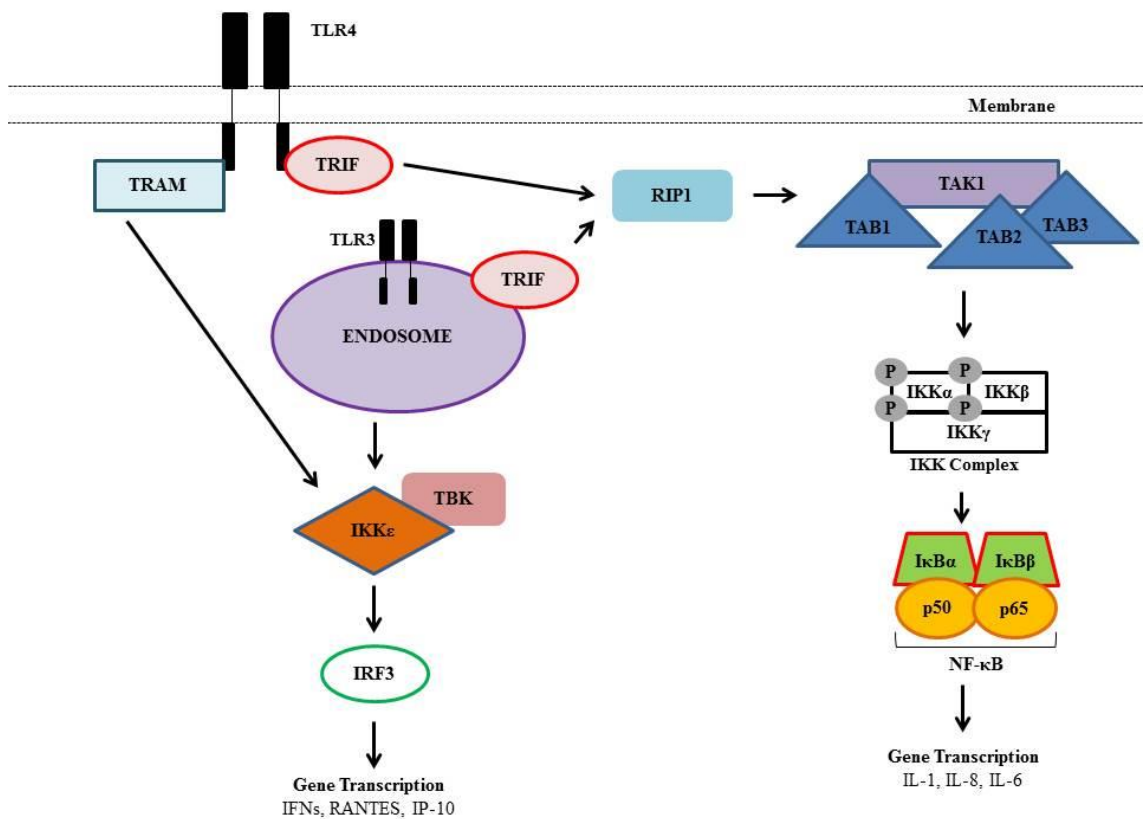 TLR4
Membrane
TRAM
TRIF
RIP1
TAK1
TAB1
TAB2
TAB3
TLR3
TRIF
ENDOSOME
P
P
IKKα
IKKβ
P
P
IKKγ
IKK Complex
TBK
IKKε
IκBα
IκBβ
p50
p65
NF-κB
IRF3
Gene Transcription
IFNs, RANTES, IP-10
Gene Transcription
IL-1, IL-8, IL-6